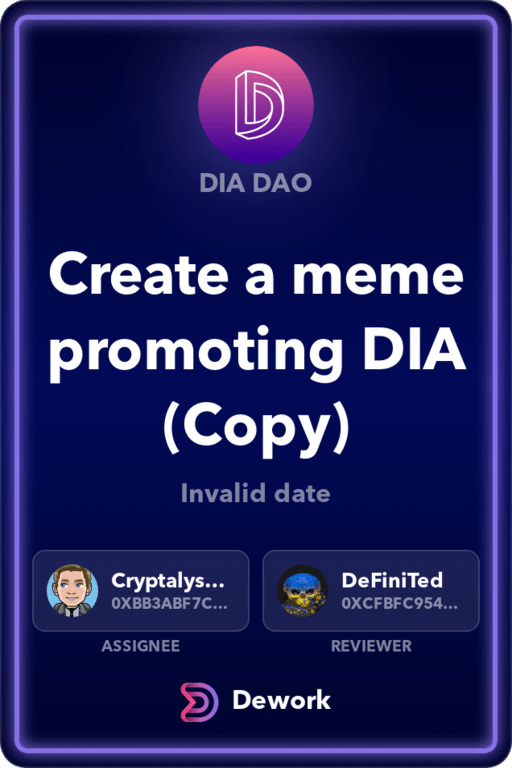 DIA DAO
Create a meme
promoting DIA
(Copy)
Invalid date
Cryptalys...
0XBB3ABF7C...
DeFiniTed
0XCFBFC954...
ASSIGNEE
REVIEWER
Dework